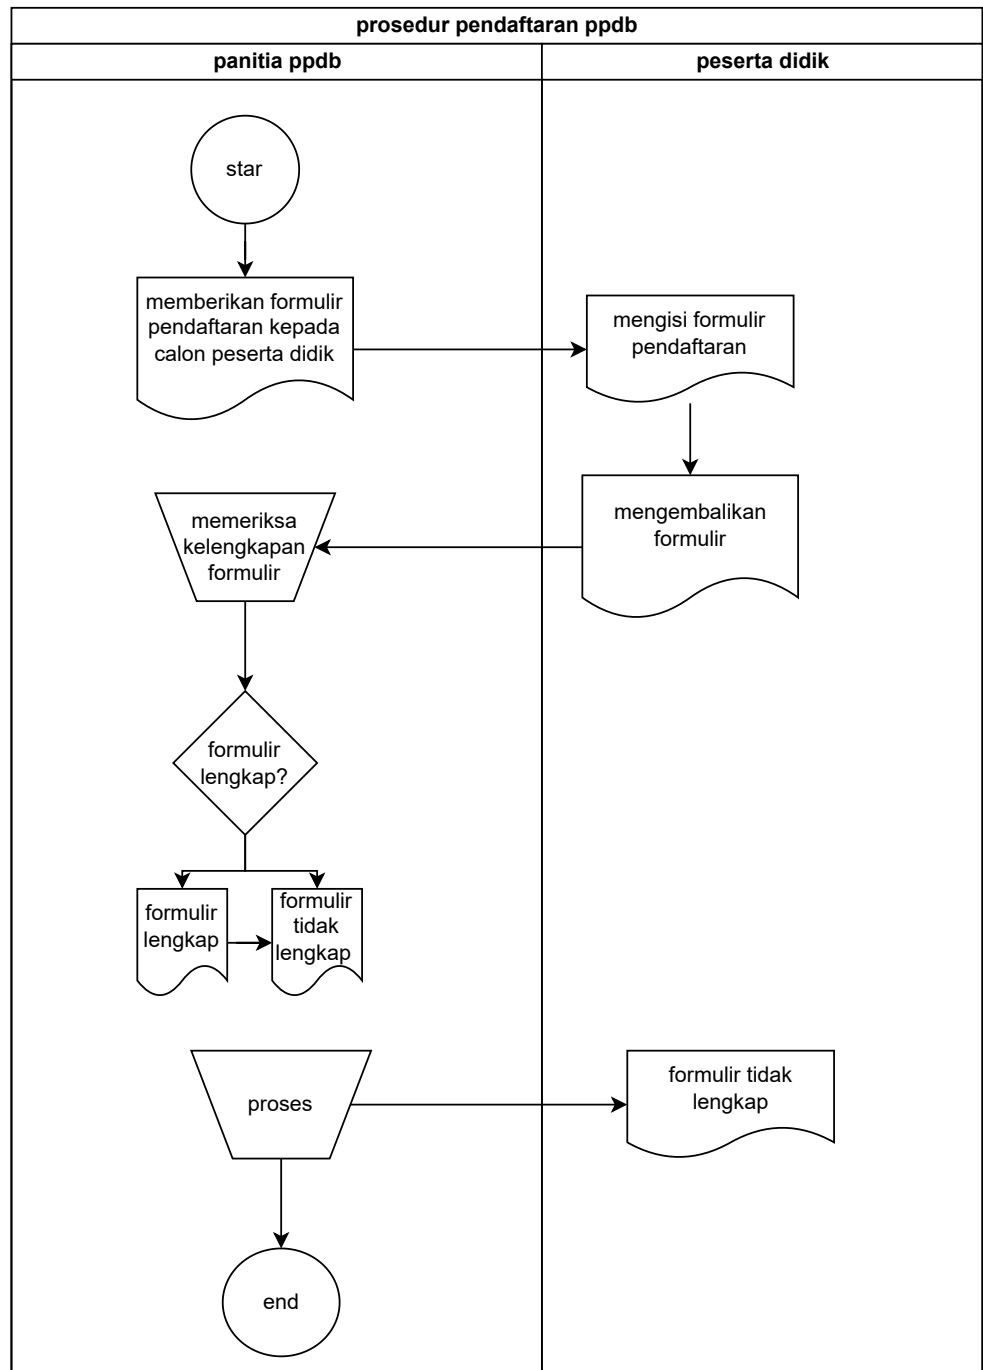 prosedur pendaftaran ppdb
panitia ppdb
peserta didik
star
memberikan formulir
pendaftaran kepada
calon peserta didik
mengisi formulir
pendaftaran
mengembalikan
formulir
memeriksa
kelengkapan
formulir
formulir
lengkap?
formulir
lengkap
formulir
tidak
lengkap
proses
formulir tidak
lengkap
end